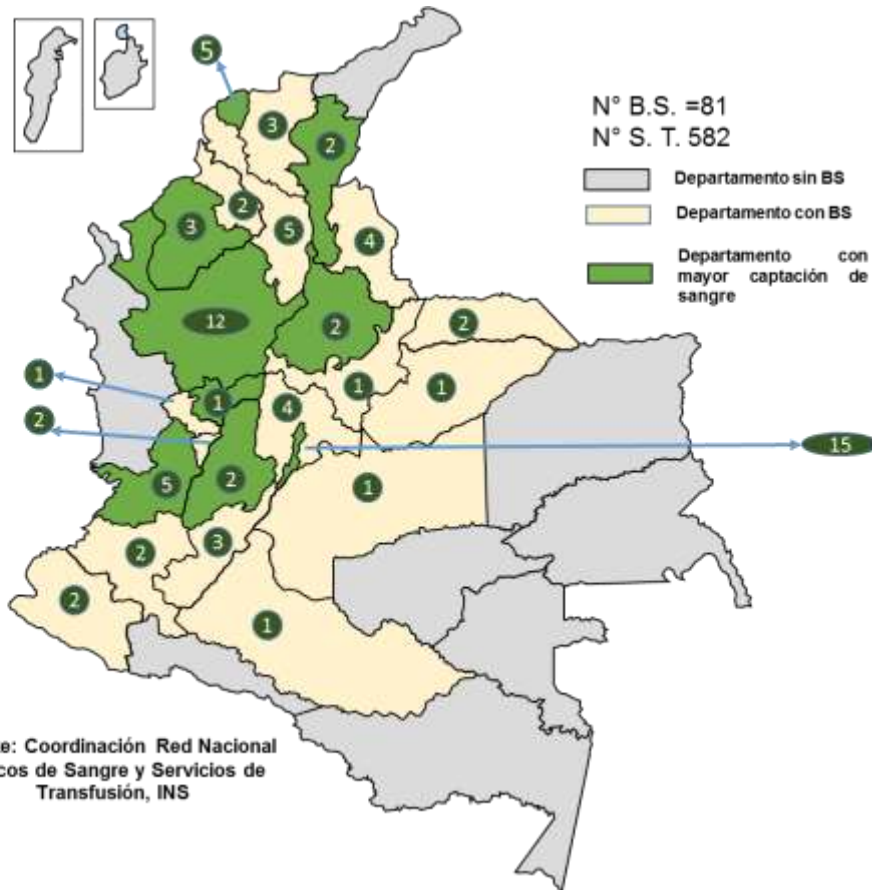 5
N° B.S. =81
N° S. T. 582
3
2
Departamento sin BS
Departamento con BS
2
3
5
4
Departamento con
mayor captación de
sangre
12
2
2
1
1
1
1
4
2
15
5
2
1
2
3
2
1
e: Coordinación Red Nacional
cos de Sangre y Servicios de
Transfusión, INS